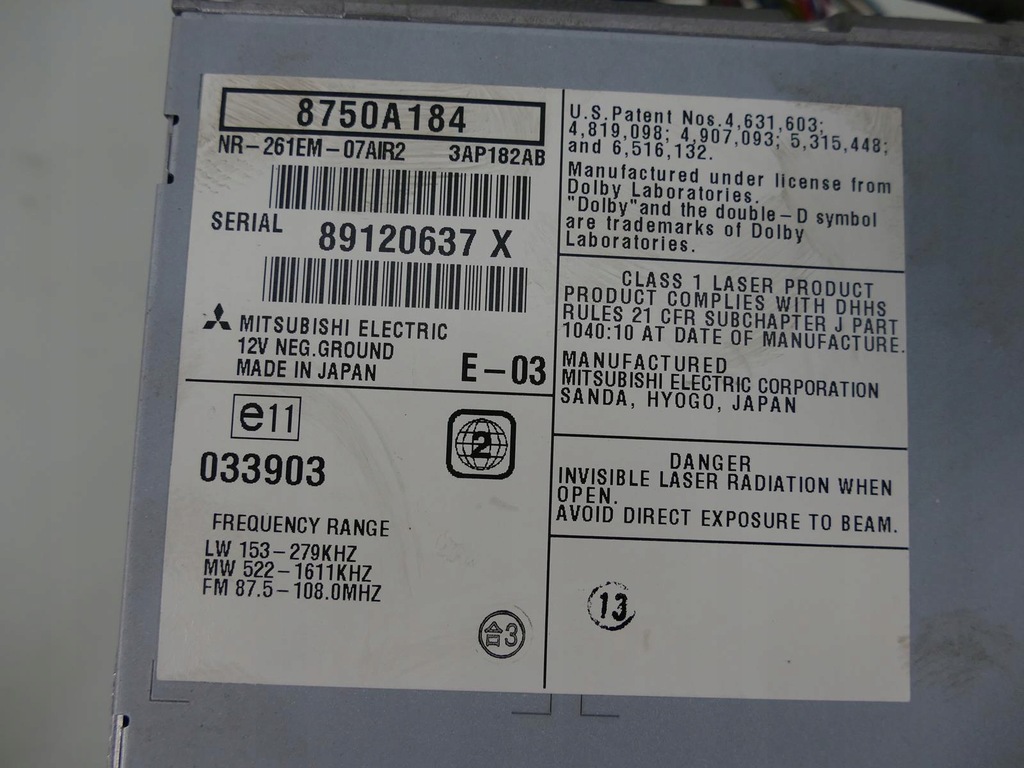 8750A184
NR-261EM-07AIR2 3AP182AB
SERIAL 89120637 X
MITSUBISHI ELECTRIC
12V NEG.GROUND
MADE IN JAPAN E-03
e11
2
033903
FREQUENCY RANGE
LW 153-279KHZ
MW 522-1611KHZ
FM 87.5-108.0MHZ
合3
U.S.Patent Nos.4,631,603;
4,819,098; 4,907,093; 5,315,448;
and 6,516,132.
Manufactured under license from
Dolby Laboratories.
"Dolby"and the double-D symbol
are trademarks of Dolby
Laboratories.
CLASS 1 LASER PRODUCT
PRODUCT COMPLIES WITH DHHS
RULES 21 CFR SUBCHAPTER J PART
1040:10 AT DATE OF MANUFACTURE.
MANUFACTURED
MITSUBISHI ELECTRIC CORPORATION
SANDA, HYOGO, JAPAN
DANGER
INVISIBLE LASER RADIATION WHEN
OPEN.
AVOID DIRECT EXPOSURE TO BEAM.
13